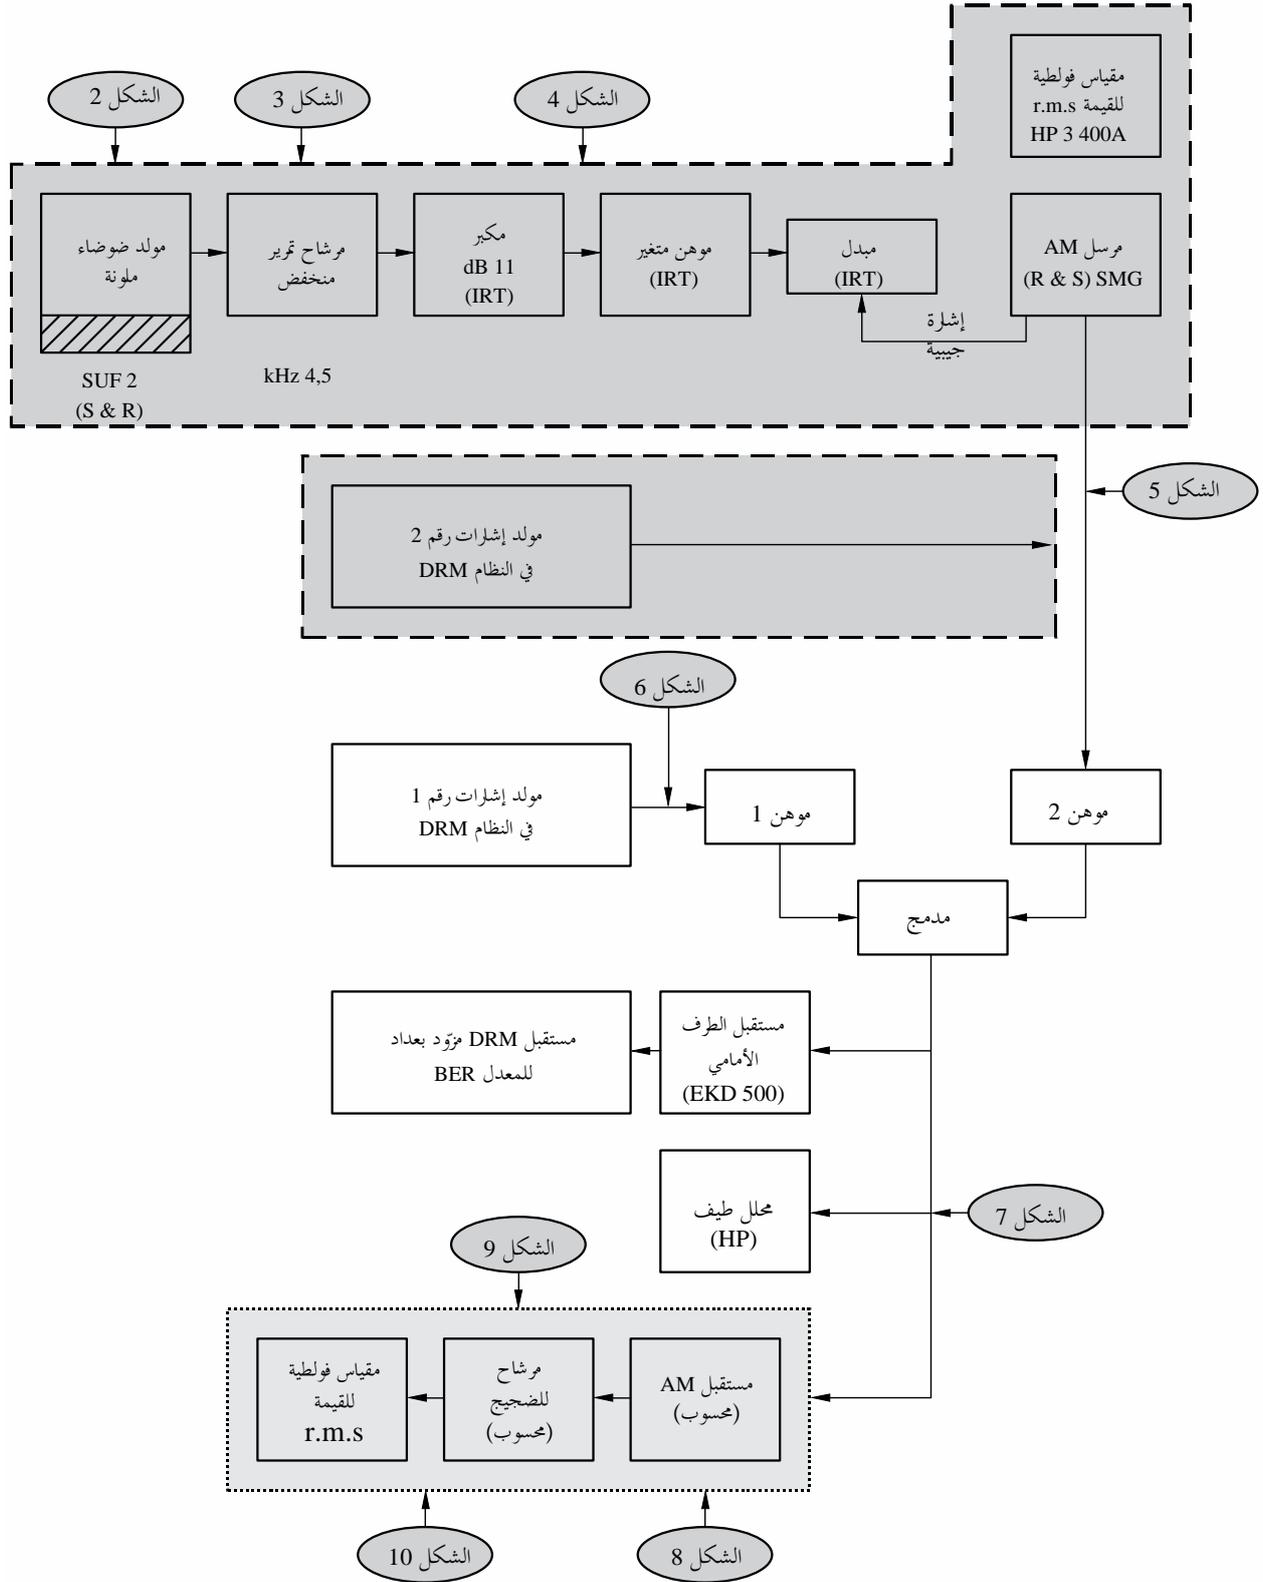 مقياس فولطية
للقيمة r.m.s
HP 3 400A
الشكل 2
الشكل 3
الشكل 4
مولد ضوضاء
ملونة
مرشاح تمرير
منخفض
مكبر
dB 11
(IRT)
موهن متغير
(IRT)
مبدل
(IRT)
مرسل AM
(R & S) SMG
إشارة
جيبية
SUF 2
(S & R)
kHz 4,5
الشكل 5
مولد إشارات رقم 2
في النظام DRM
الشكل 6
مولد إشارات رقم 1
في النظام DRM
موهن 1
موهن 2
مدمج
مستقبل DRM مزوّد بعداد
للمعدل BER
مستقبل الطرف
الأمامي
(EKD 500)
محلل طيف
(HP)
الشكل 7
الشكل 9
مقياس فولطية
للقيمة
r.m.s
مرشاح
للضجيج
(محسوب)
مستقبل AM
(محسوب)
الشكل 10
الشكل 8